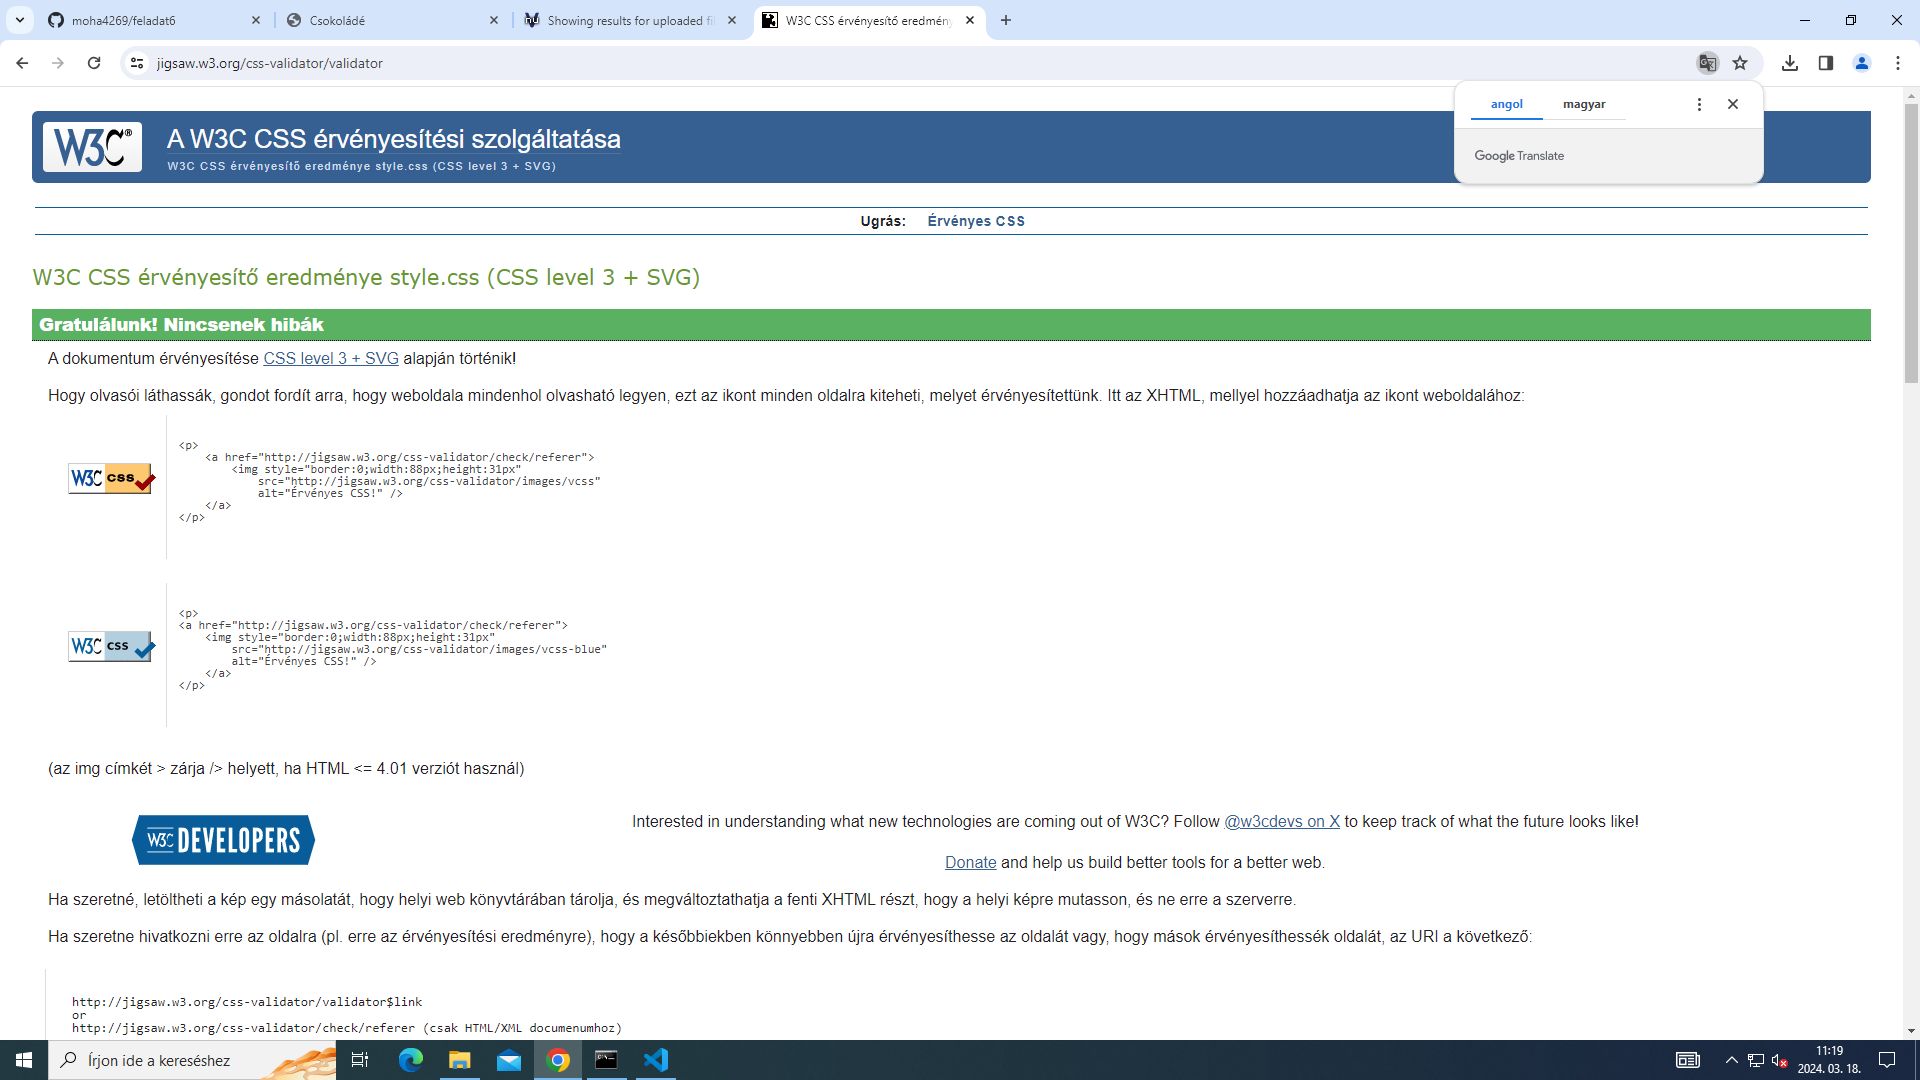 moha4269/feladat6
Csokoládé
Showing results for uploaded fi
W3C CSS érvényesítő eredmény
jigsaw.w3.org/css-validator/validator
angol
magyar
Google Translate
W3C®
A W3C CSS érvényesítési szolgáltatása
W3C CSS érvényesítő eredménye style.css (CSS level 3 + SVG)
Ugrás: Érvényes CSS
W3C CSS érvényesítő eredménye style.css (CSS level 3 + SVG)
Gratulálunk! Nincsenek hibák
A dokumentum érvényesítése CSS level 3 + SVG alapján történik!
Hogy olvasói láthassák, gondot fordít arra, hogy weboldala mindenhol olvasható legyen, ezt az ikont minden oldalra kiteheti, melyet érvényesítettünk. Itt az XHTML, mellyel hozzáadhatja az ikont weboldalához:
W3C css
<p>
<a href="http://jigsaw.w3.org/css-validator/check/referer">
<img style="border:0;width:88px;height:31px"
src="http://jigsaw.w3.org/css-validator/images/vcss"
alt="Érvényes CSS!" />
</a>
</p>
W3C css
<p>
<a href="http://jigsaw.w3.org/css-validator/check/referer">
<img style="border:0;width:88px;height:31px"
src="http://jigsaw.w3.org/css-validator/images/vcss-blue"
alt="Érvényes CSS!" />
</a>
</p>
(az img címkét > zárja /> helyett, ha HTML <= 4.01 verziót használ)
W3C DEVELOPERS
Interested in understanding what new technologies are coming out of W3C? Follow @w3cdevs on X to keep track of what the future looks like!
Donate and help us build better tools for a better web.
Ha szeretné, letöltheti a kép egy másolatát, hogy helyi web könyvtárában tárolja, és megváltoztathatja a fenti XHTML részt, hogy a helyi képre mutasson, és ne erre a szerverre.
Ha szeretne hivatkozni erre az oldalra (pl. erre az érvényesítési eredményre), hogy a későbbiekben könnyebben újra érvényesíthesse az oldalát vagy, hogy mások érvényesíthessék oldalát, az URI a következő:
http://jigsaw.w3.org/css-validator/validator$link
or
http://jigsaw.w3.org/css-validator/check/referer (csak HTML/XML documenumhoz)
Írjon ide a kereséshez
11:19
2024. 03. 18.